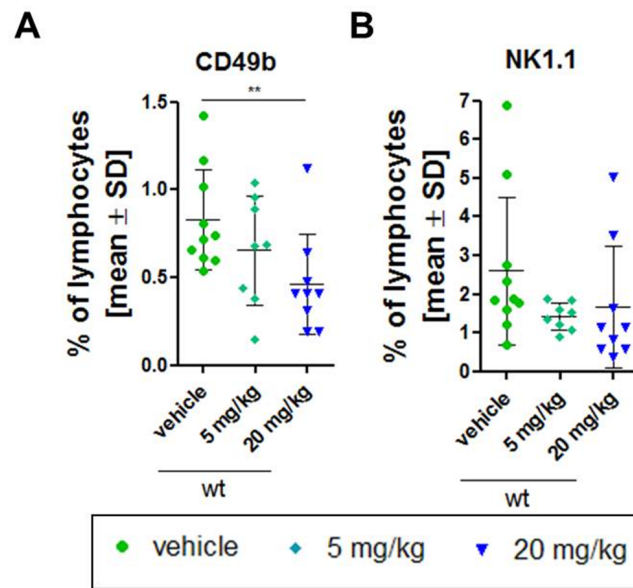 A
CD49b
**
% of lymphocytes
[mean ± SD]
1.5
1.0
0.5
0.0
vehicle
5 mg/kg
20 mg/kg
wt
B
NK1.1
% of lymphocytes
[mean ± SD]
7
6
5
4
3
2
1
0
vehicle
5 mg/kg
20 mg/kg
wt
vehicle 5 mg/kg 20 mg/kg